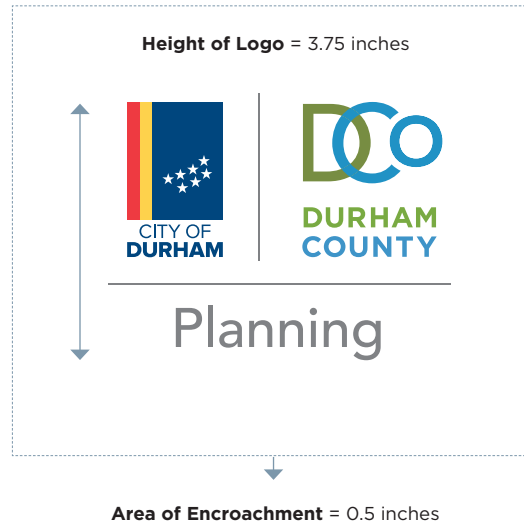 Height of Logo = 3.75 inches
CITY OF
DURHAM
DCo
DURHAM
COUNTY
Planning
Area of Encroachment = 0.5 inches